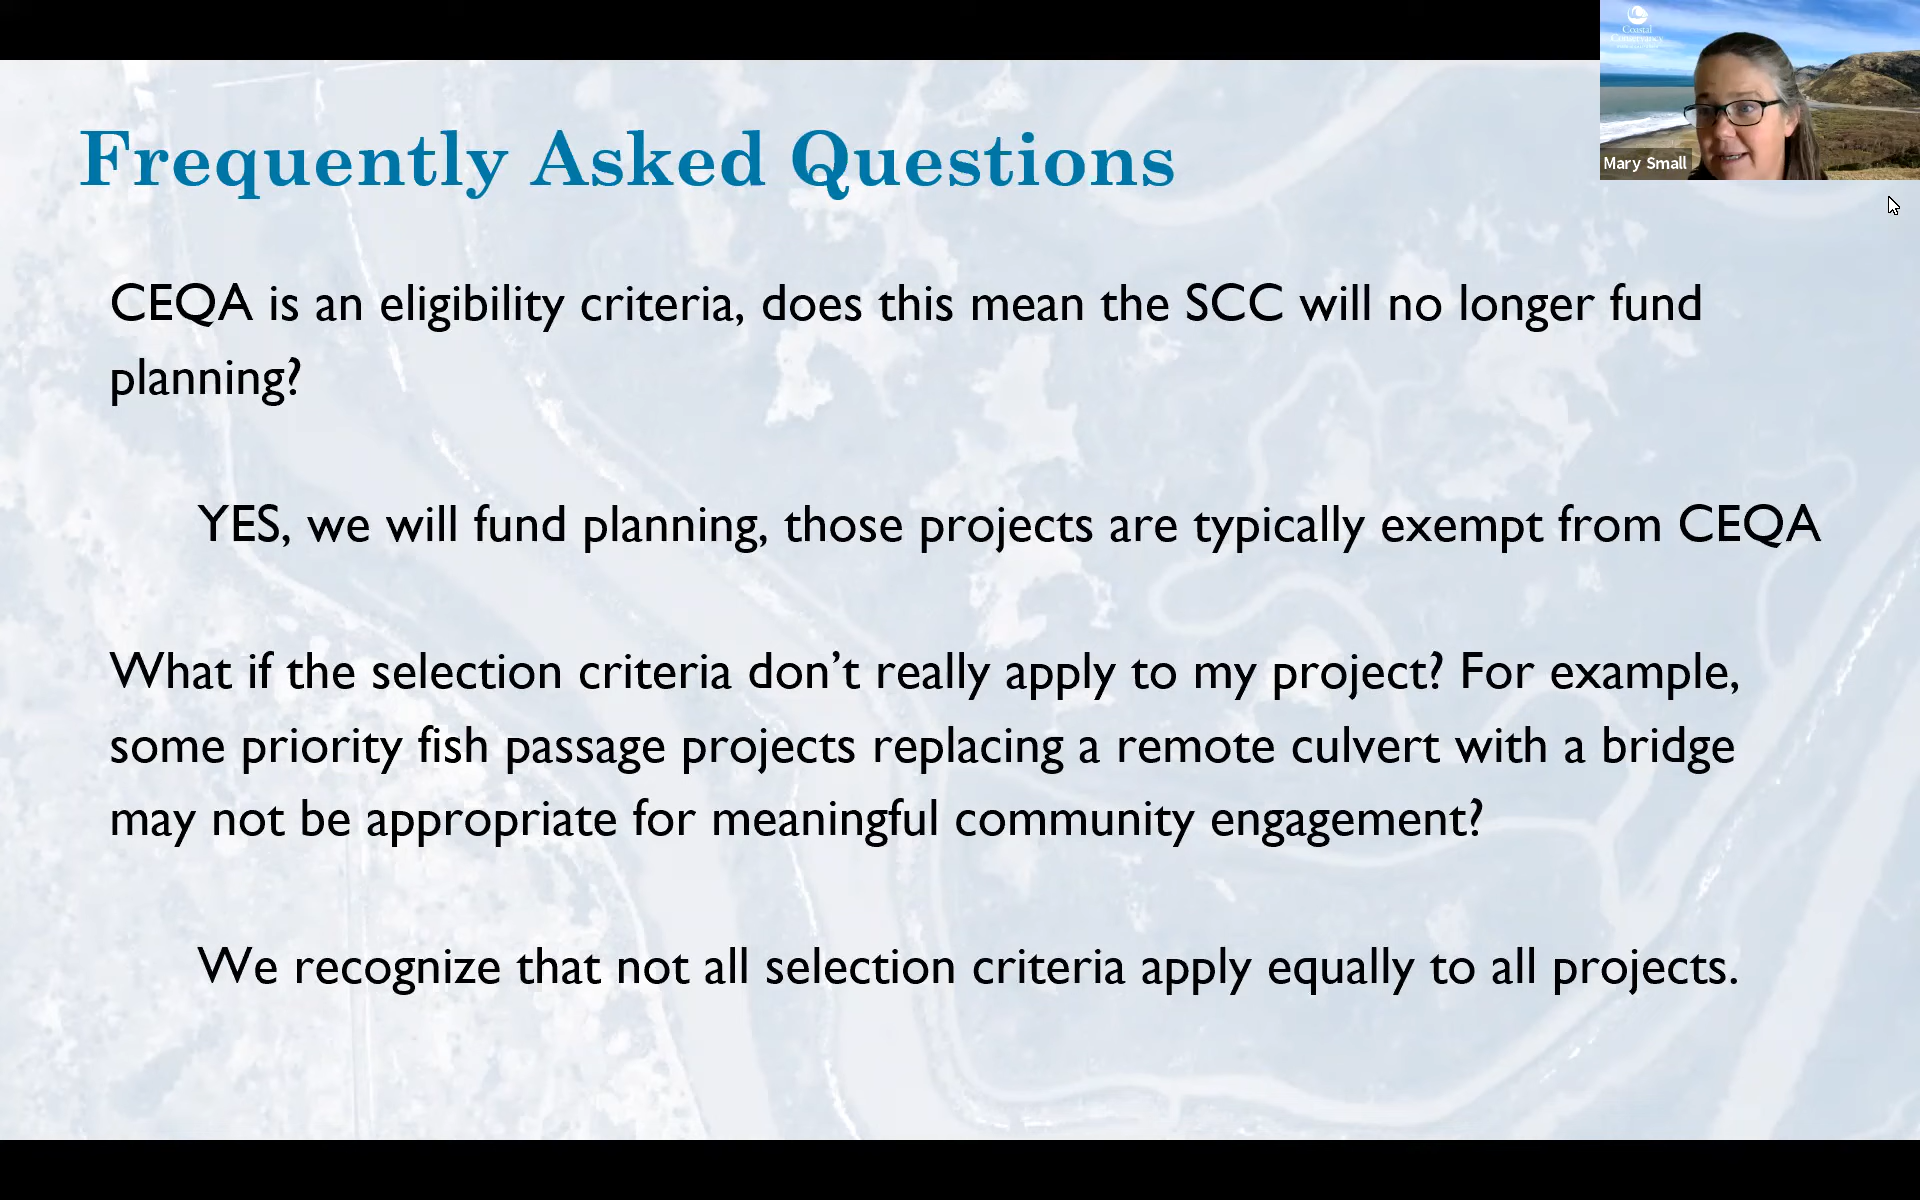 Coastal
Conservancy
Mary Small
Frequently Asked Questions
CEQA is an eligibility criteria, does this mean the SCC will no longer fund
planning?
YES, we will fund planning, those projects are typically exempt from CEQA
What if the selection criteria don’t really apply to my project? For example,
some priority fish passage projects replacing a remote culvert with a bridge
may not be appropriate for meaningful community engagement?
We recognize that not all selection criteria apply equally to all projects.